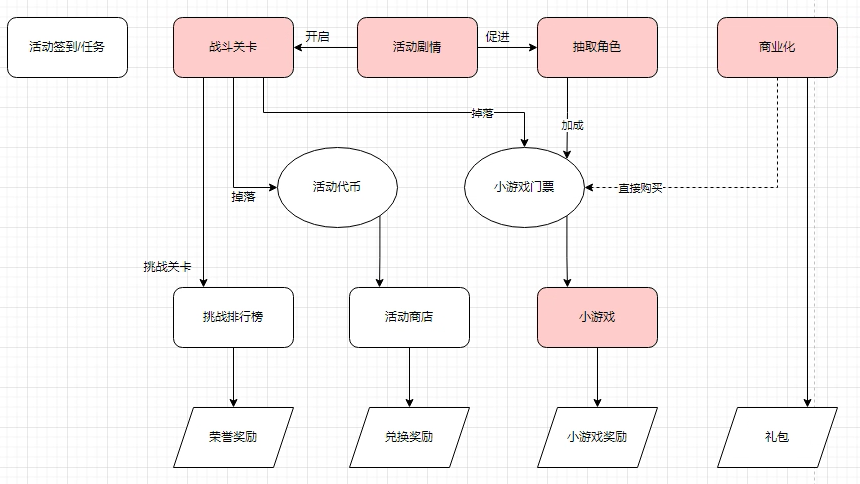 活动签到/任务
战斗关卡
开启
活动剧情
促进
抽取角色
商业化
掉落
加成
掉落
活动代币
小游戏门票
直接购买
挑战关卡
挑战排行榜
活动商店
小游戏
荣誉奖励
兑换奖励
小游戏奖励
礼包